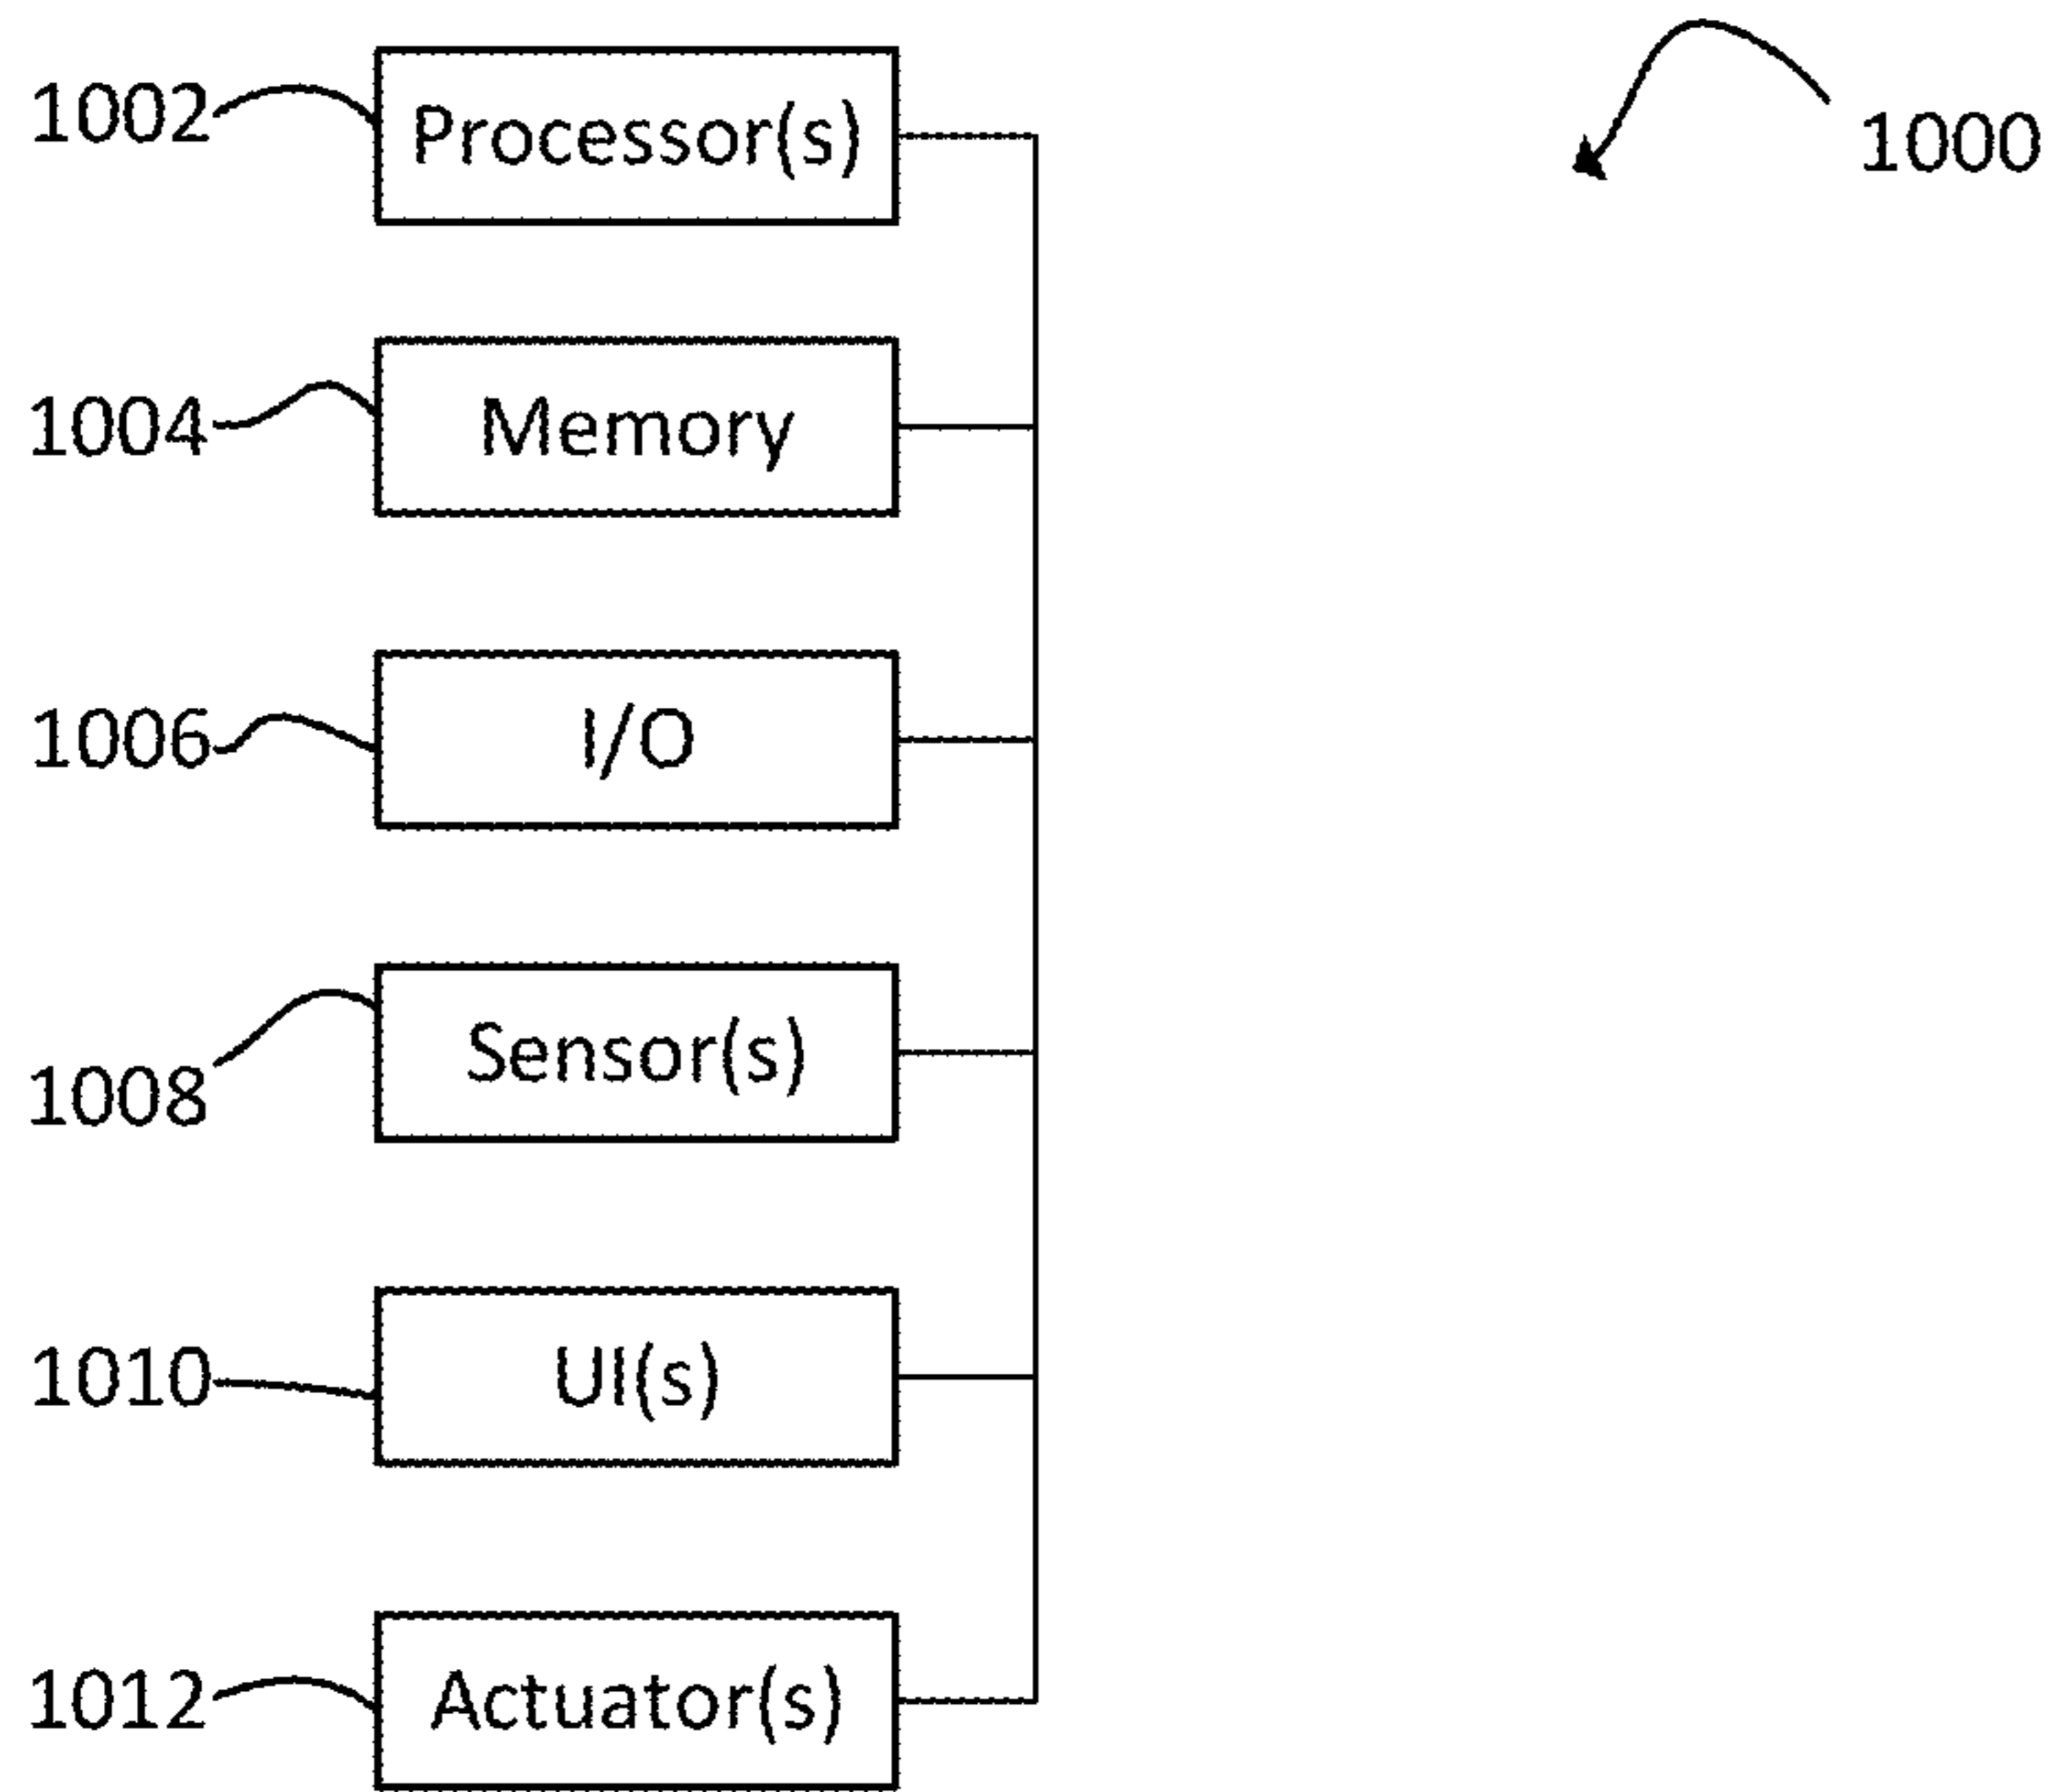 1002 Processor(s)
1000
1004 Memory
1006 I/O
1008 Sensor(s)
1010 UI(s)
1012 Actuator(s)